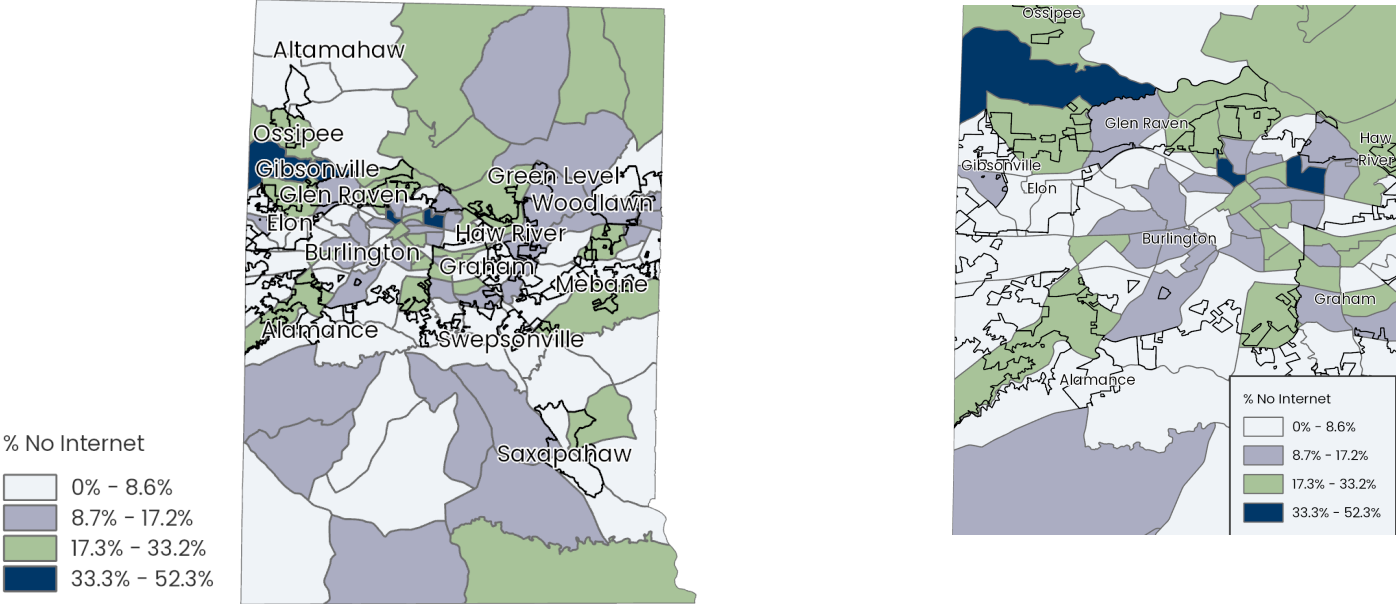 Altamahaw
Ossipee
Gibsonville
Green Level
Glen Raven
Woodlawn
Elon
Haw River
Burlington
Graham
Mebane
Alamance
Swepsonville
Saxapahaw
% No Internet
0% - 8.6%
8.7% - 17.2%
17.3% - 33.2%
33.3% - 52.3%
Ossipee
Glen Raven
Haw
River
Gibsonville
Elon
Burlington
Graham
Alamance
% No Internet
0% - 8.6%
8.7% - 17.2%
17.3% - 33.2%
33.3% - 52.3%